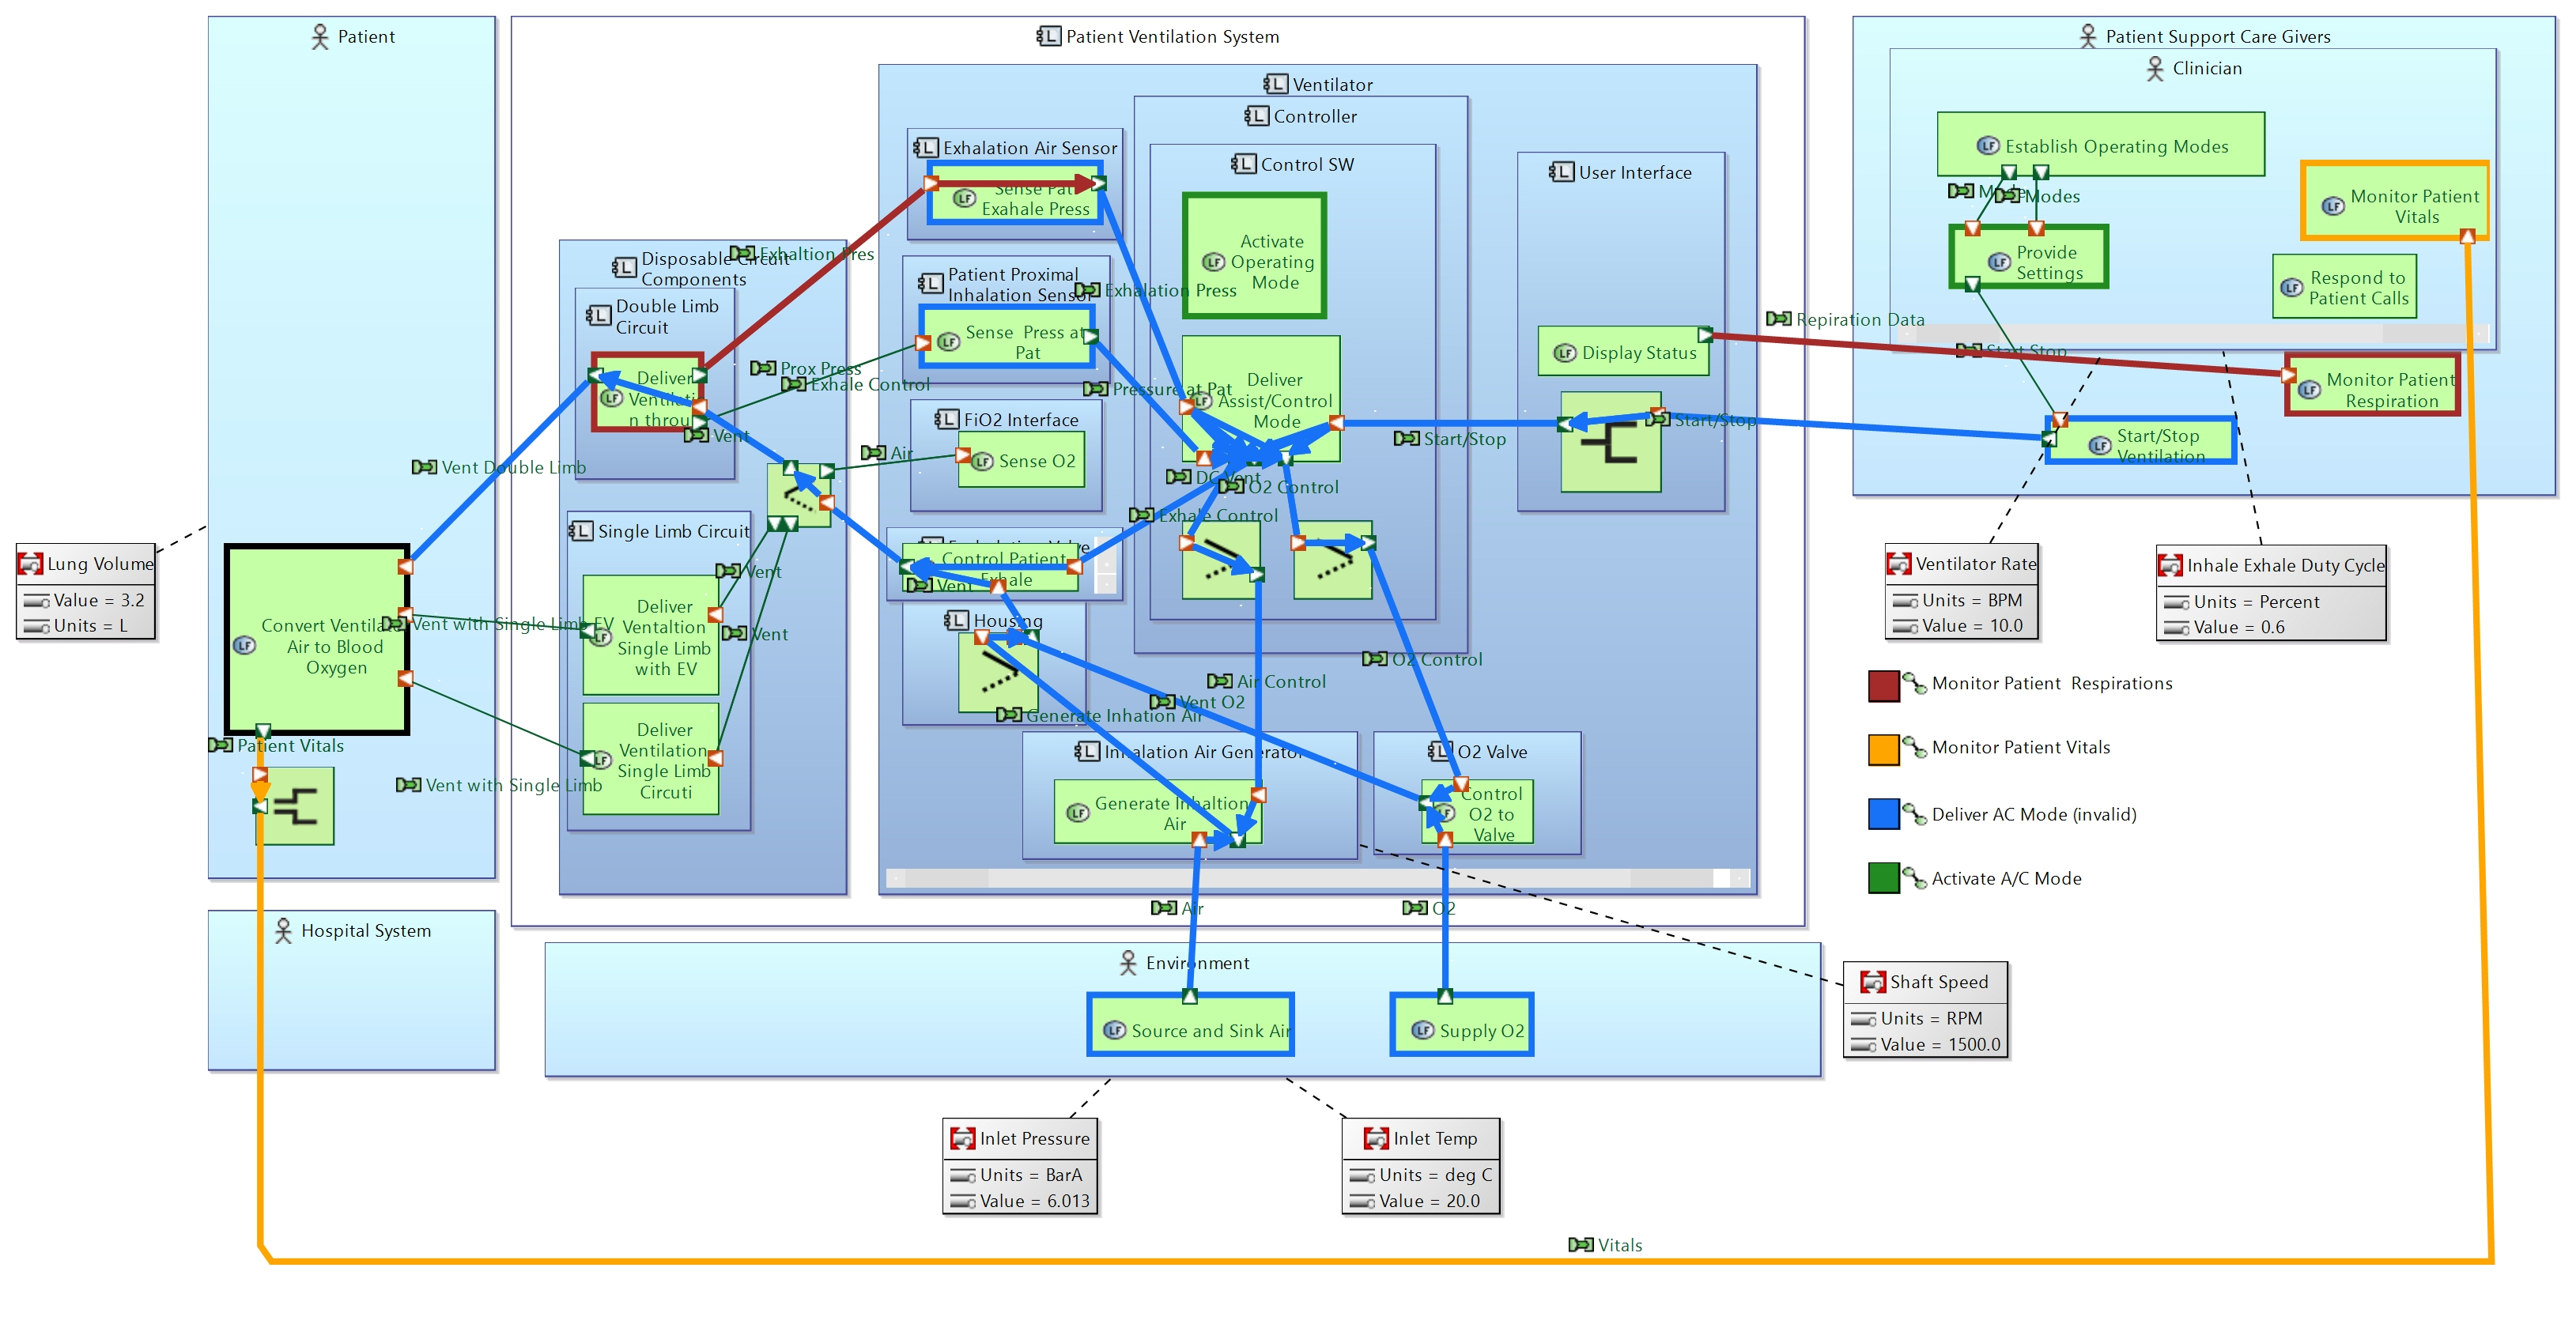 Patient
Patient Ventilation System
Patient Support Care Givers
Clinician
Ventilator
Controller
Control SW
Exhalation Air Sensor
Sense Pat
Exahale Press
Establish Operating Modes
Modes
Monitor Patient
Vitals
Provide
Settings
Respond to
Patient Calls
User Interface
Activate
Operating
Mode
Exhaltion Pres
Disposable Circuit
Components
Patient Proximal
Inhalation Sensor
Exhalation Press
Double Limb
Circuit
Sense  Press at
Pat
Repiration Data
Display Status
Start Stop
Deliver
Ventilati
n throu
Prox Press
Exhale Control
Pressure at Pat
Deliver
Assist/Control
Mode
Monitor Patient
Respiration
FiO2 Interface
Vent
Air
Sense O2
Start/Stop
Start/Stop
Start/Stop
Ventilation
Vent Double Limb
DC Vent
O2 Control
Exhale Control
Single Limb Circuit
Control Patient
Exhale
Vent
Vent
Lung Volume
Value = 3.2
Units = L
Ventilator Rate
Units = BPM
Value = 10.0
Inhale Exhale Duty Cycle
Units = Percent
Value = 0.6
Convert Ventilat
Air to Blood
Oxygen
Vent with Single Limb EV
Deliver
Ventaltion
Single Limb
with EV
Vent
Housing
O2 Control
Air Control
Vent O2
Generate Inhation Air
Monitor Patient  Respirations
Monitor Patient Vitals
Deliver AC Mode (invalid)
Activate A/C Mode
Patient Vitals
Vent with Single Limb
Deliver
Ventilation
Single Limb
Circuti
Inhalation Air Generator
Generate Inhaltion
Air
O2 Valve
Control
O2 to
Valve
Air
O2
Hospital System
Environment
Source and Sink Air
Supply O2
Shaft Speed
Units = RPM
Value = 1500.0
Inlet Pressure
Units = BarA
Value = 6.013
Inlet Temp
Units = deg C
Value = 20.0
Vitals